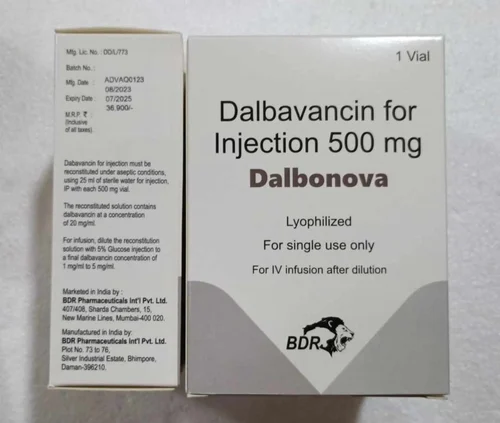 Mfg. Lic. No. : DD/L/773
Batch No. :
Mfg. Date : ADVA00123
08/2023
Expiry Date : 07/2025
M.R.P. ₹ : 36,900/-
(Inclusive
of all taxes)
Dabavancin for injection must be
reconstituted under aseptic conditions,
using 25 ml of sterile water for injection,
IP with each 500 mg vial.
The reconstituted solution contains
dalbavancin at a concentration
of 20 mg/ml.
For infusion, dilute the reconstitution
solution with 5% Glucose injection to
a final dalbavancin concentration of
1 mg/ml to 5 mg/ml.
Marketed in India by :
BDR Pharmaceuticals Int'l Pvt. Ltd.
407/408, Sharda Chambers, 15,
New Marine Lines, Mumbai-400 020.
Manufactured in India by:
BDR Pharmaceuticals Int'l Pvt. Ltd.
Plot No. 73 to 76,
Silver Industrial Estate, Bhimpore,
Daman-396210.
1 Vial
Dalbavancin for
Injection 500 mg
Dalbonova
Lyophilized
For single use only
For IV infusion after dilution
BDR